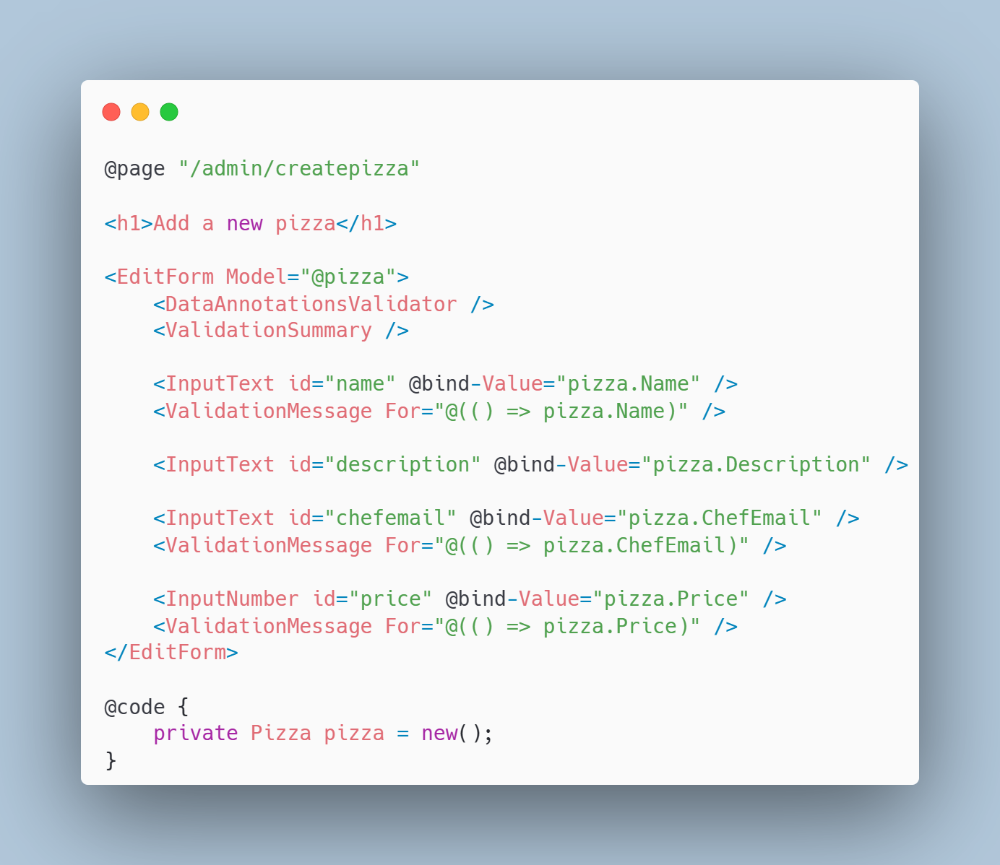 @page "/admin/createpizza"

<h1>Add a new pizza</h1>

<EditForm Model="@pizza">
    <DataAnnotationsValidator />
    <ValidationSummary />

    <InputText id="name" @bind-Value="pizza.Name" />
    <ValidationMessage For="@(() => pizza.Name)" />

    <InputText id="description" @bind-Value="pizza.Description" />

    <InputText id="chefemail" @bind-Value="pizza.ChefEmail" />
    <ValidationMessage For="@(() => pizza.ChefEmail)" />

    <InputNumber id="price" @bind-Value="pizza.Price" />
    <ValidationMessage For="@(() => pizza.Price)" />
</EditForm>

@code {
    private Pizza pizza = new();
}